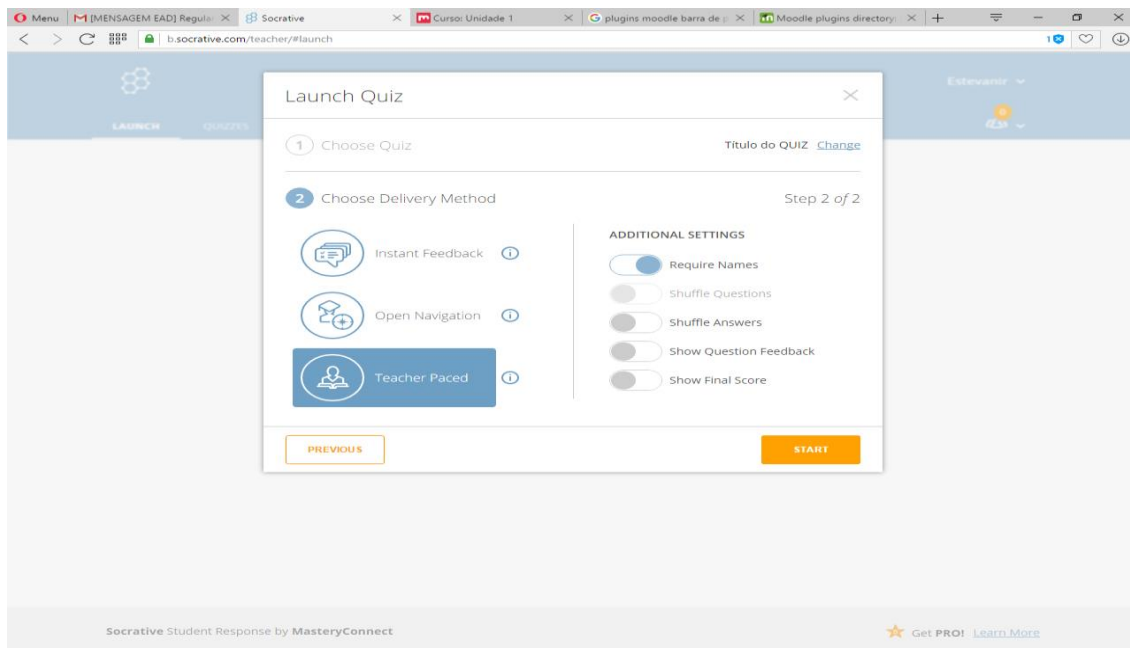 Menu [MENSAGEM EAD] Regular Socrative Curso: Unidade 1 plugins moodle barra de p Moodle plugins directory:
b.socrative.com/teacher/#launch 1
LAUNCH QUIZZES
Launch Quiz
1 Choose Quiz Título do QUIZ Change
2 Choose Delivery Method Step 2 of 2
Instant Feedback
Open Navigation
Teacher Paced
ADDITIONAL SETTINGS
Require Names
Shuffle Questions
Shuffle Answers
Show Question Feedback
Show Final Score
PREVIOUS START
Socrative Student Response by MasteryConnect Get PRO! Learn More